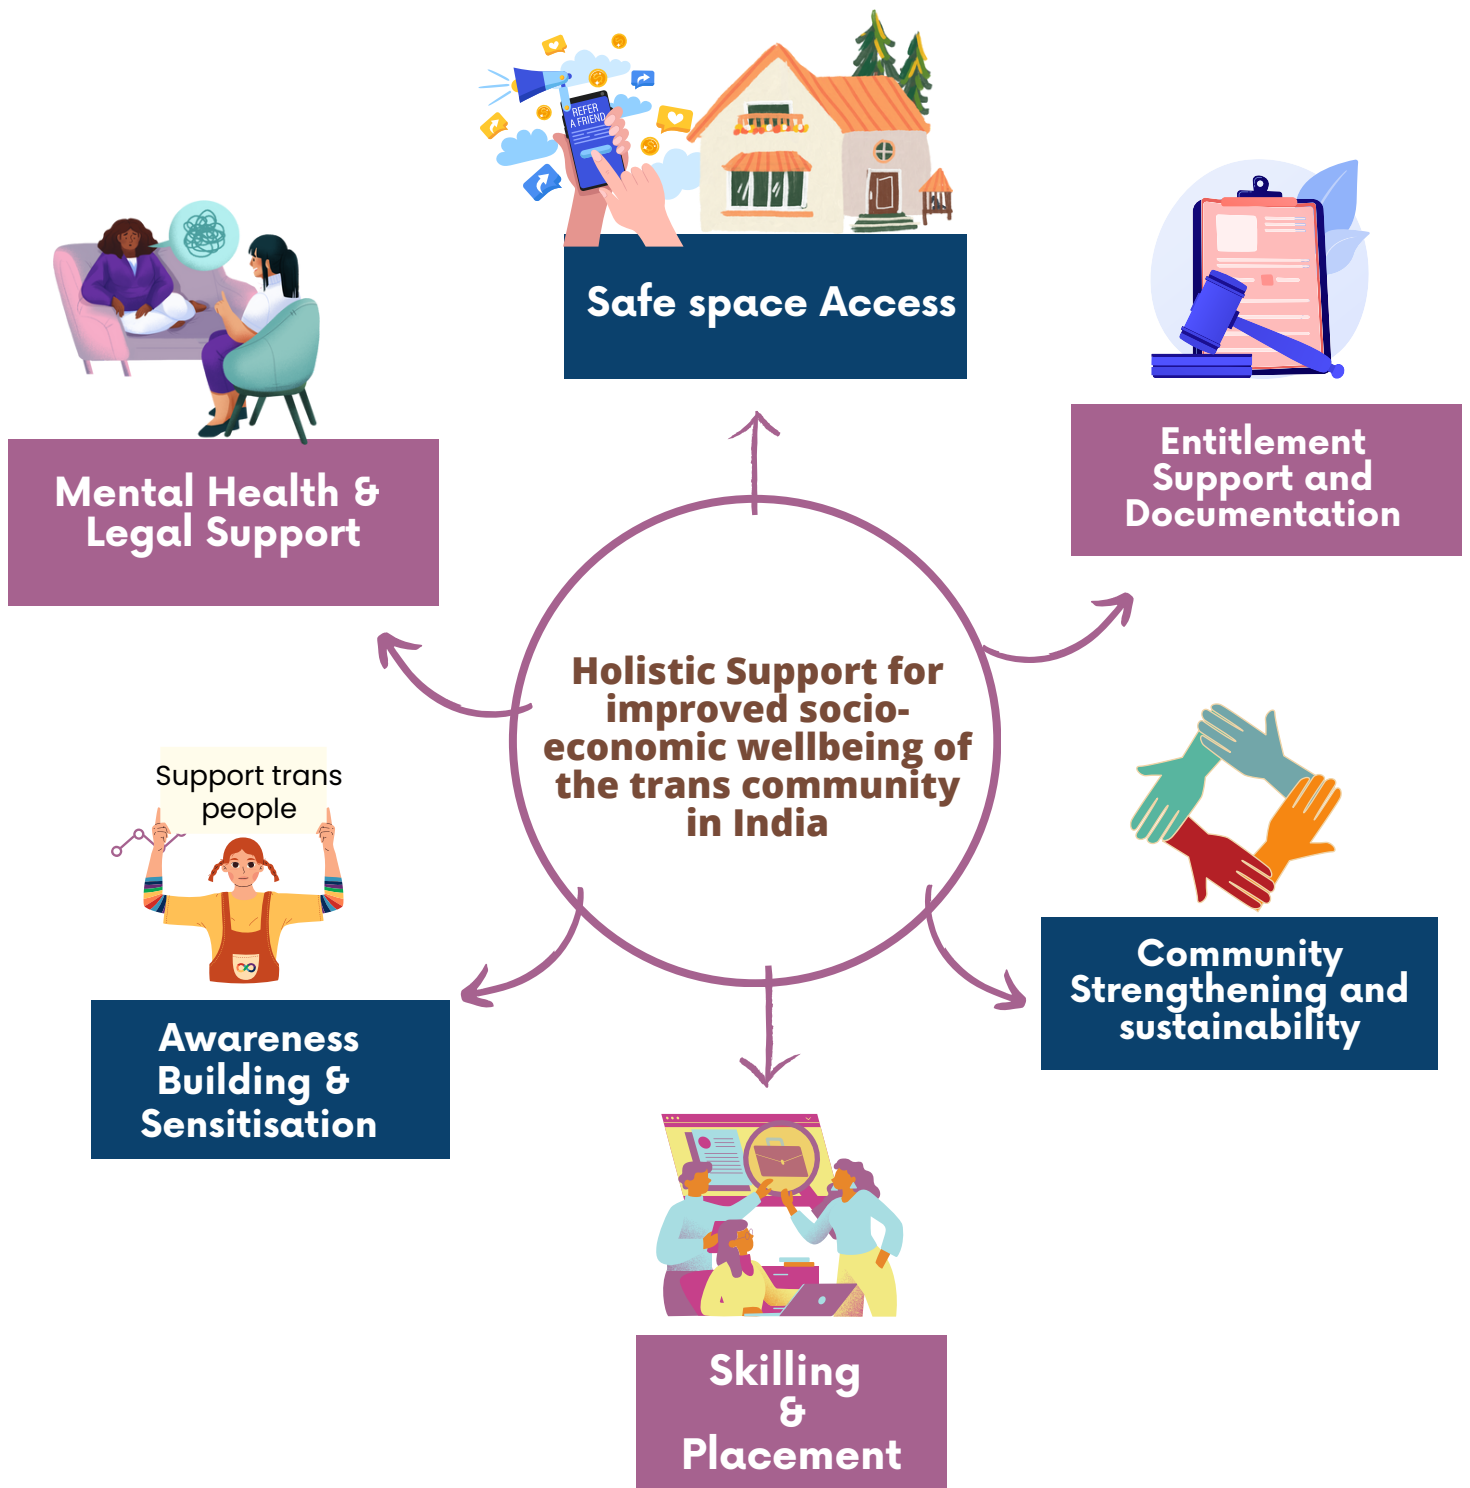 REFER
A FRIEND
Safe space Access
Entitlement
Support and
Documentation
Mental Health &
Legal Support
Holistic Support for
improved socio-
economic wellbeing of
the trans community
in India
Support trans
people
Community
Strengthening and
sustainability
Awareness
Building &
Sensitisation
Skilling
&
Placement